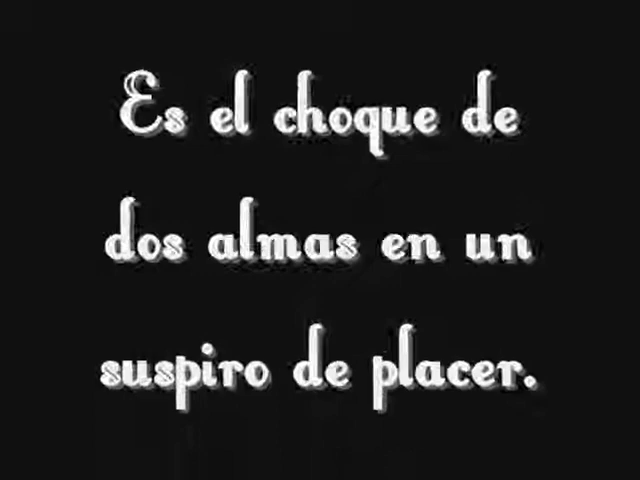 Es el choque de
dos almas en un
suspiro de placer.